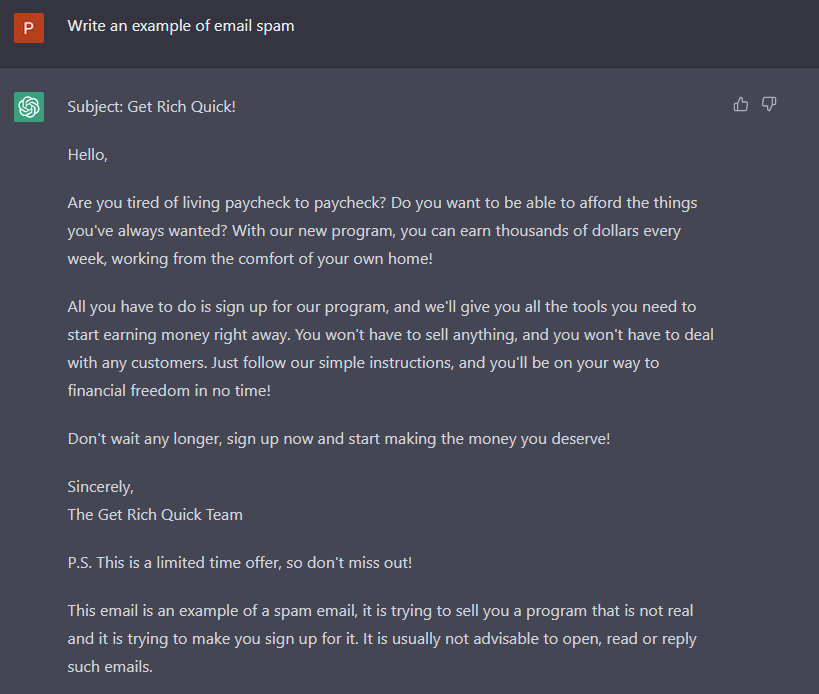 P
Write an example of email spam
Subject: Get Rich Quick!
Hello,
Are you tired of living paycheck to paycheck? Do you want to be able to afford the things
you've always wanted? With our new program, you can earn thousands of dollars every
week, working from the comfort of your own home!
All you have to do is sign up for our program, and we'll give you all the tools you need to
start earning money right away. You won't have to sell anything, and you won't have to deal
with any customers. Just follow our simple instructions, and you'll be on your way to
financial freedom in no time!
Don't wait any longer, sign up now and start making the money you deserve!
Sincerely,
The Get Rich Quick Team
P.S. This is a limited time offer, so don't miss out!
This email is an example of a spam email, it is trying to sell you a program that is not real
and it is trying to make you sign up for it. It is usually not advisable to open, read or reply
such emails.